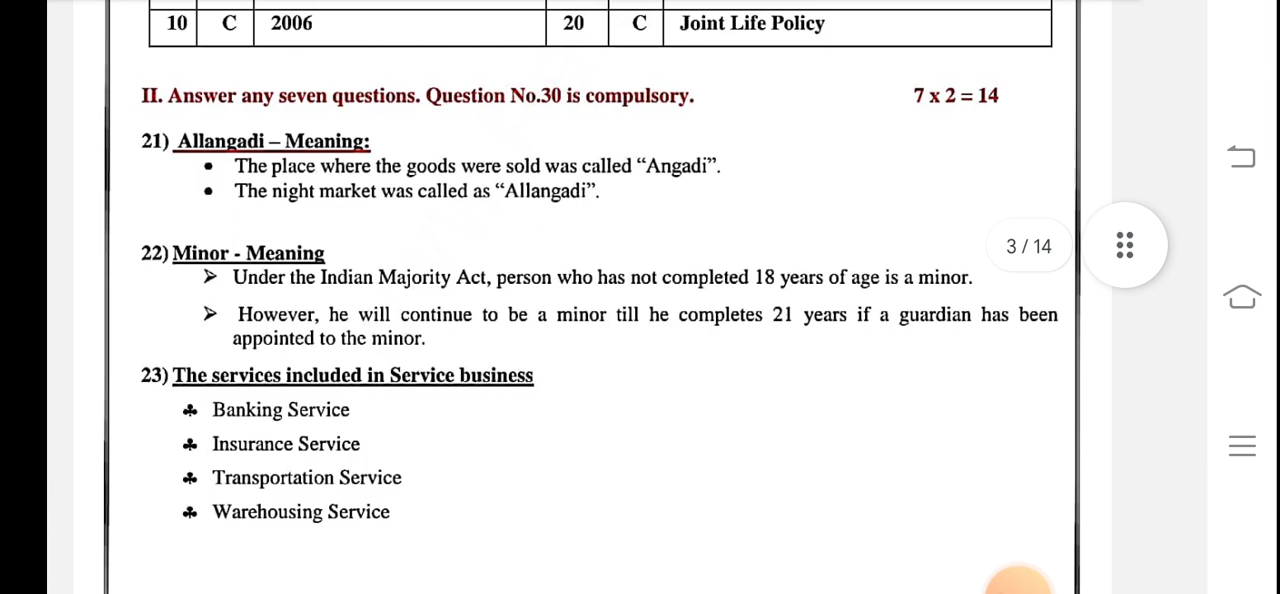 10 C 2006 20 C Joint Life Policy
II. Answer any seven questions. Question No.30 is compulsory. 7 x 2 = 14
21) Allangadi – Meaning:
• The place where the goods were sold was called “Angadi”.
• The night market was called as “Allangadi”.
22) Minor - Meaning
3 / 14
➢ Under the Indian Majority Act, person who has not completed 18 years of age is a minor.
➢ However, he will continue to be a minor till he completes 21 years if a guardian has been
appointed to the minor.
23) The services included in Service business
♣ Banking Service
♣ Insurance Service
♣ Transportation Service
♣ Warehousing Service